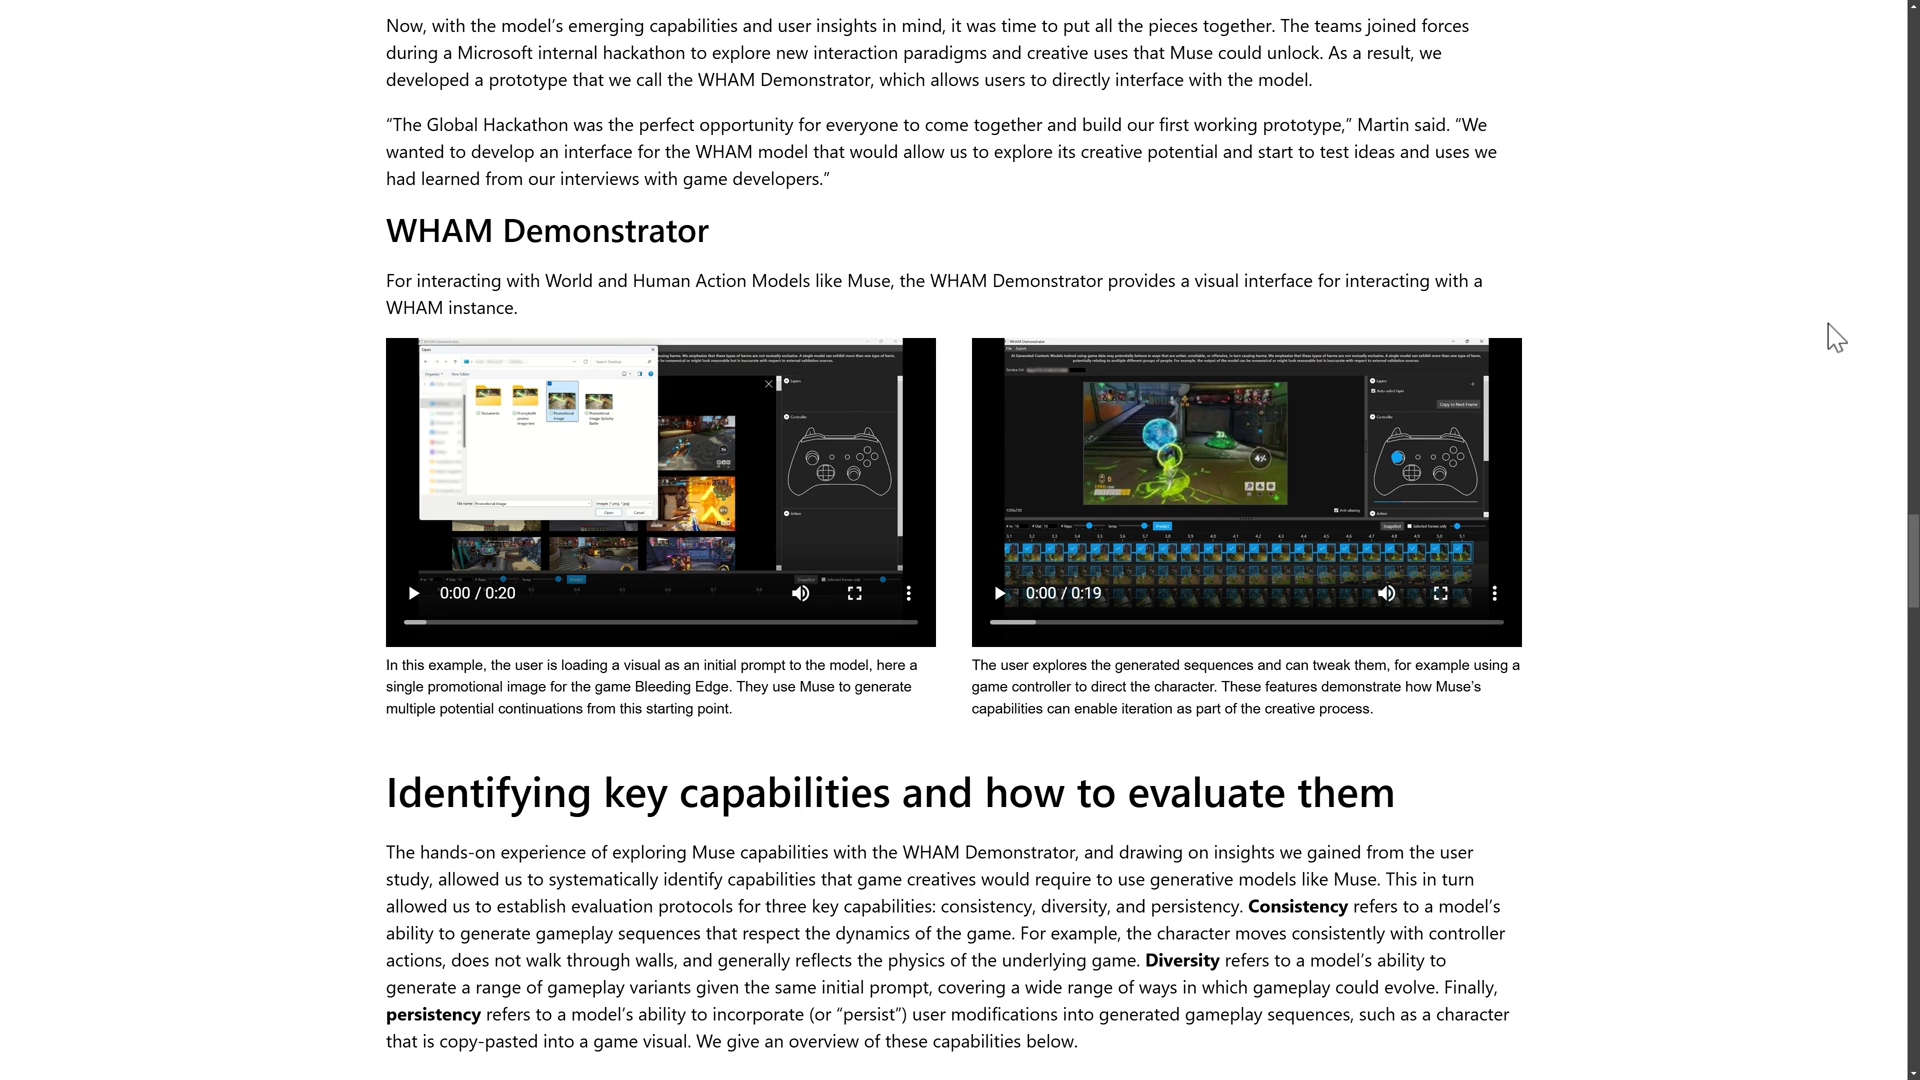 Now, with the model’s emerging capabilities and user insights in mind, it was time to put all the pieces together. The teams joined forces
during a Microsoft internal hackathon to explore new interaction paradigms and creative uses that Muse could unlock. As a result, we
developed a prototype that we call the WHAM Demonstrator, which allows users to directly interface with the model.
“The Global Hackathon was the perfect opportunity for everyone to come together and build our first working prototype,” Martin said. “We
wanted to develop an interface for the WHAM model that would allow us to explore its creative potential and start to test ideas and uses we
had learned from our interviews with game developers.”
WHAM Demonstrator
For interacting with World and Human Action Models like Muse, the WHAM Demonstrator provides a visual interface for interacting with a
WHAM instance.
0:00 / 0:20
Copy to Next Frame
0:00 / 0:19
In this example, the user is loading a visual as an initial prompt to the model, here a
single promotional image for the game Bleeding Edge. They use Muse to generate
multiple potential continuations from this starting point.
The user explores the generated sequences and can tweak them, for example using a
game controller to direct the character. These features demonstrate how Muse’s
capabilities can enable iteration as part of the creative process.
Identifying key capabilities and how to evaluate them
The hands-on experience of exploring Muse capabilities with the WHAM Demonstrator, and drawing on insights we gained from the user
study, allowed us to systematically identify capabilities that game creatives would require to use generative models like Muse. This in turn
allowed us to establish evaluation protocols for three key capabilities: consistency, diversity, and persistency. Consistency refers to a model’s
ability to generate gameplay sequences that respect the dynamics of the game. For example, the character moves consistently with controller
actions, does not walk through walls, and generally reflects the physics of the underlying game. Diversity refers to a model’s ability to
generate a range of gameplay variants given the same initial prompt, covering a wide range of ways in which gameplay could evolve. Finally,
persistency refers to a model’s ability to incorporate (or “persist”) user modifications into generated gameplay sequences, such as a character
that is copy-pasted into a game visual. We give an overview of these capabilities below.